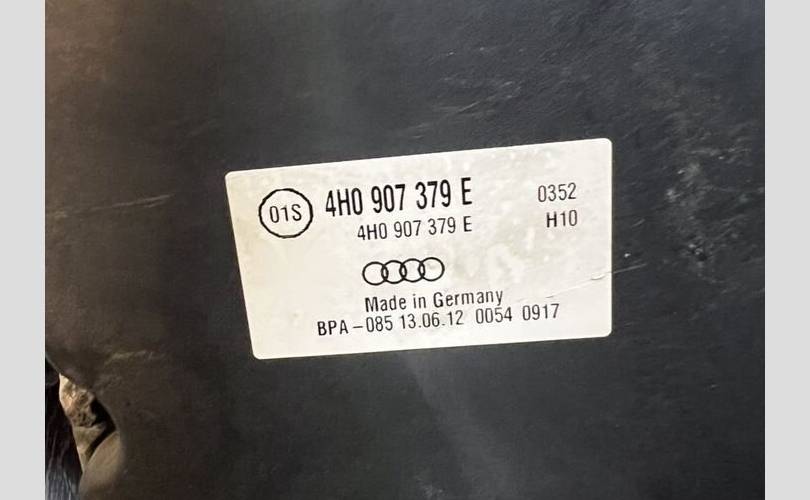 01S 4H0 907 379 E 0352
4H0 907 379 E H10
Made in Germany
BPA-085 13.06.12 0054 0917